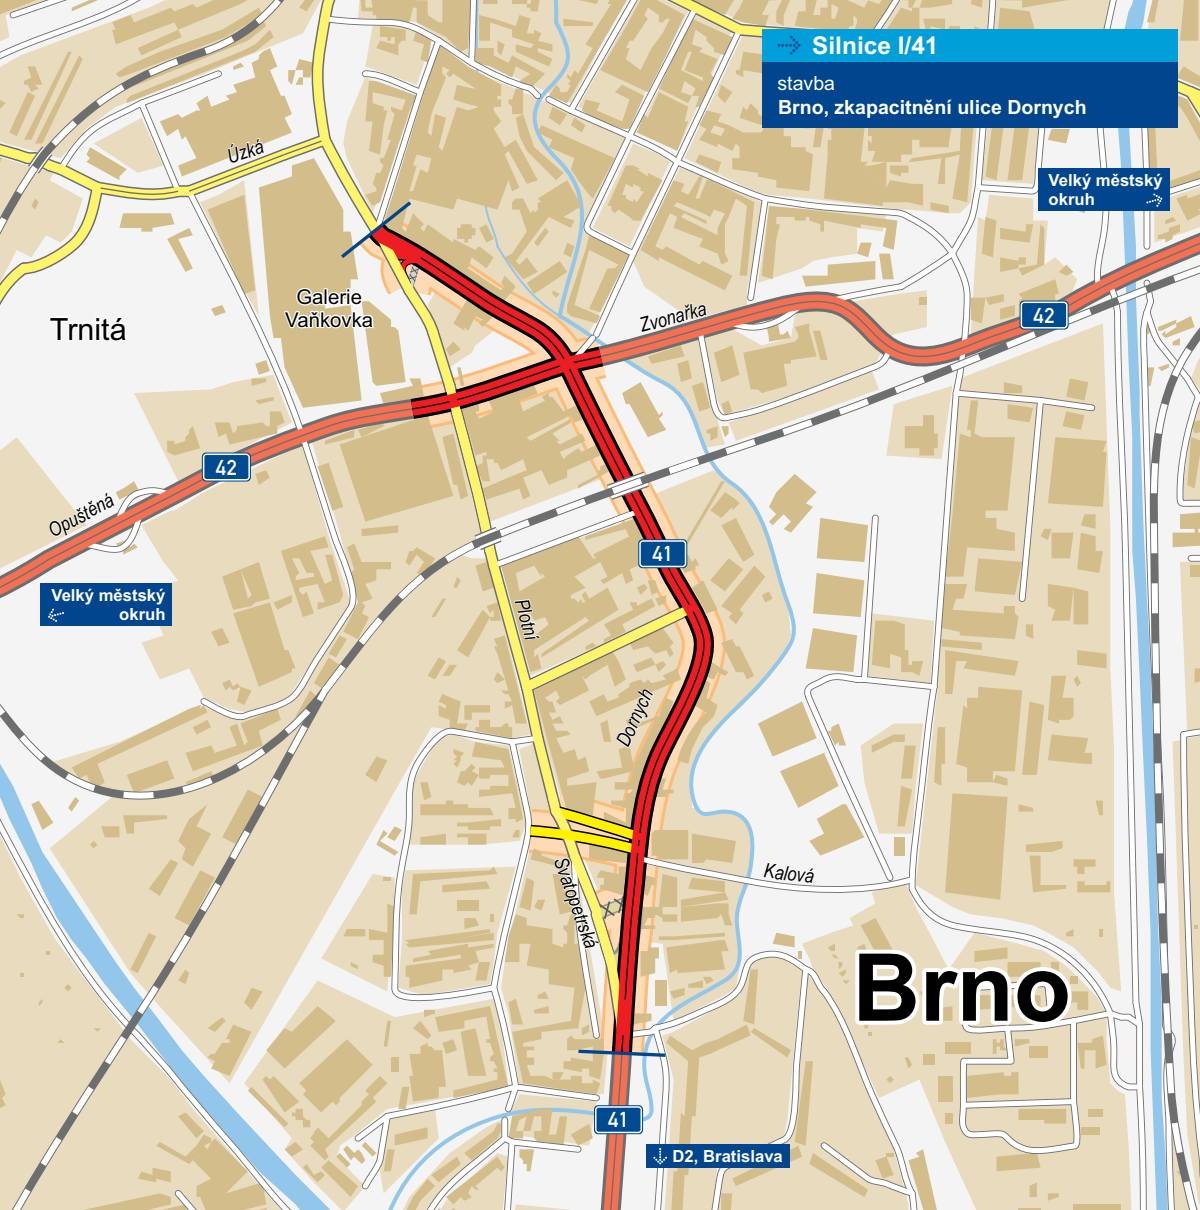 Silnice I/41
stavba
Brno, zkapacitnění ulice Dornych
Úzká
Velký městský
okruh
Galerie
Vaňkovka
Trnitá
Zvonařka
42
42
Opuštěná
41
Velký městský
okruh
Plotní
Dornych
Svatopetrská
Kalová
Brno
41
D2, Bratislava